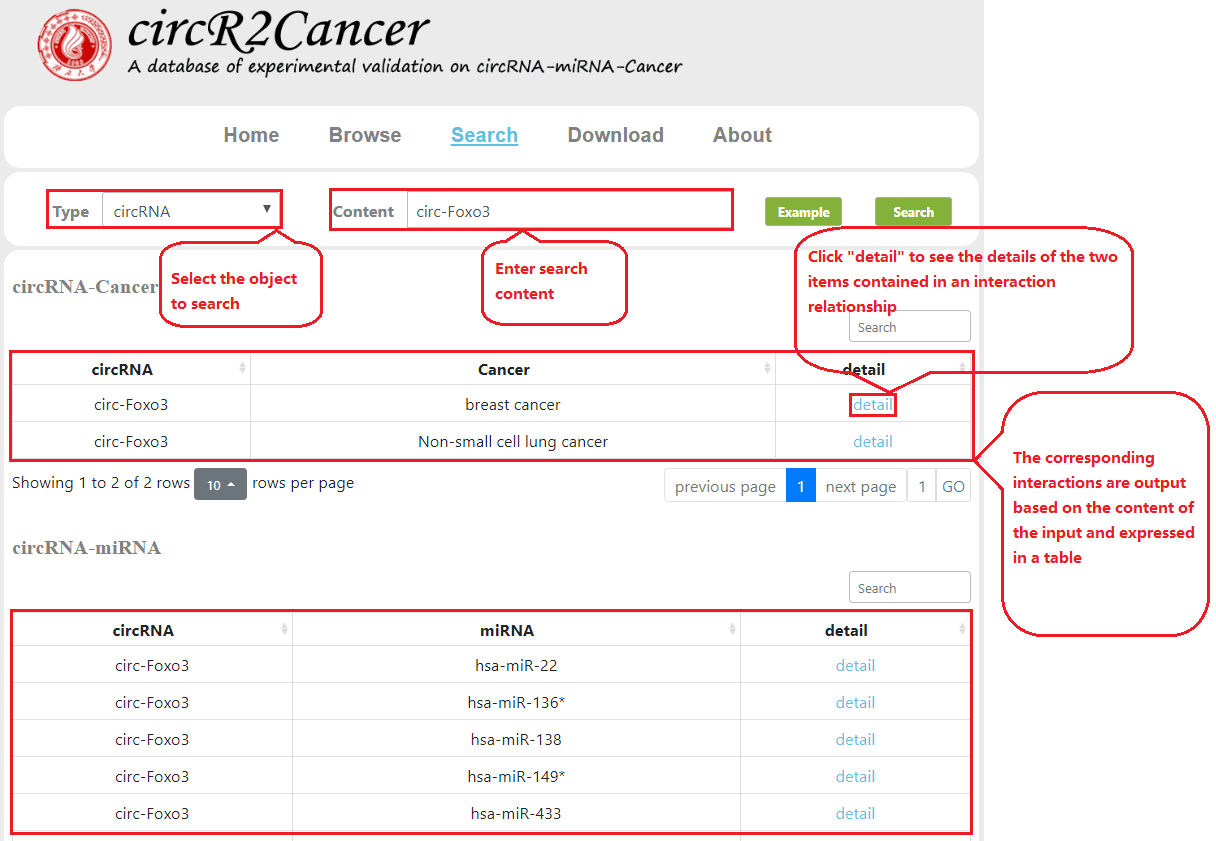 circR2Cancer
A database of experimental validation on circRNA-miRNA-Cancer
Home Browse Search Download About
Type circRNA Content circ-Foxo3 Example Search
Select the object
to search
Enter search
content
Click "detail" to see the details of the two
items contained in an interaction
relationship
circRNA-Cancer
Search
circRNA Cancer detail
circ-Foxo3 breast cancer detail
circ-Foxo3 Non-small cell lung cancer detail
Showing 1 to 2 of 2 rows 10 rows per page previous page 1 next page 1 GO
The corresponding
interactions are output
based on the content of
the input and expressed
in a table
circRNA-miRNA
Search
circRNA miRNA detail
circ-Foxo3 hsa-miR-22 detail
circ-Foxo3 hsa-miR-136* detail
circ-Foxo3 hsa-miR-138 detail
circ-Foxo3 hsa-miR-149* detail
circ-Foxo3 hsa-miR-433 detail